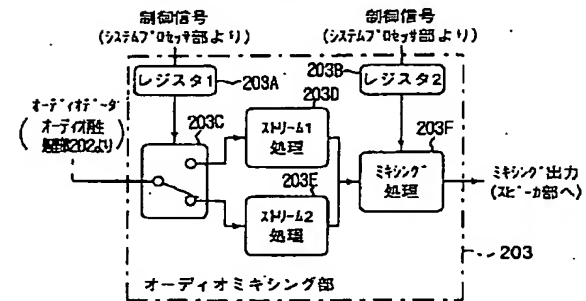 制御信号
(システムプロセッサ部より)
制御信号
(システムプロセッサ部より)
レジスタ1
203A
203B
レジスタ2
オーディオデータ
(オーディオ再生
処理部202より)
203C
203D
ストリーム1
処理
203F
ミキシング
処理
ミキシング出力
(スピーカ部へ)
203E
ストリーム2
処理
203
オーディオミキシング部